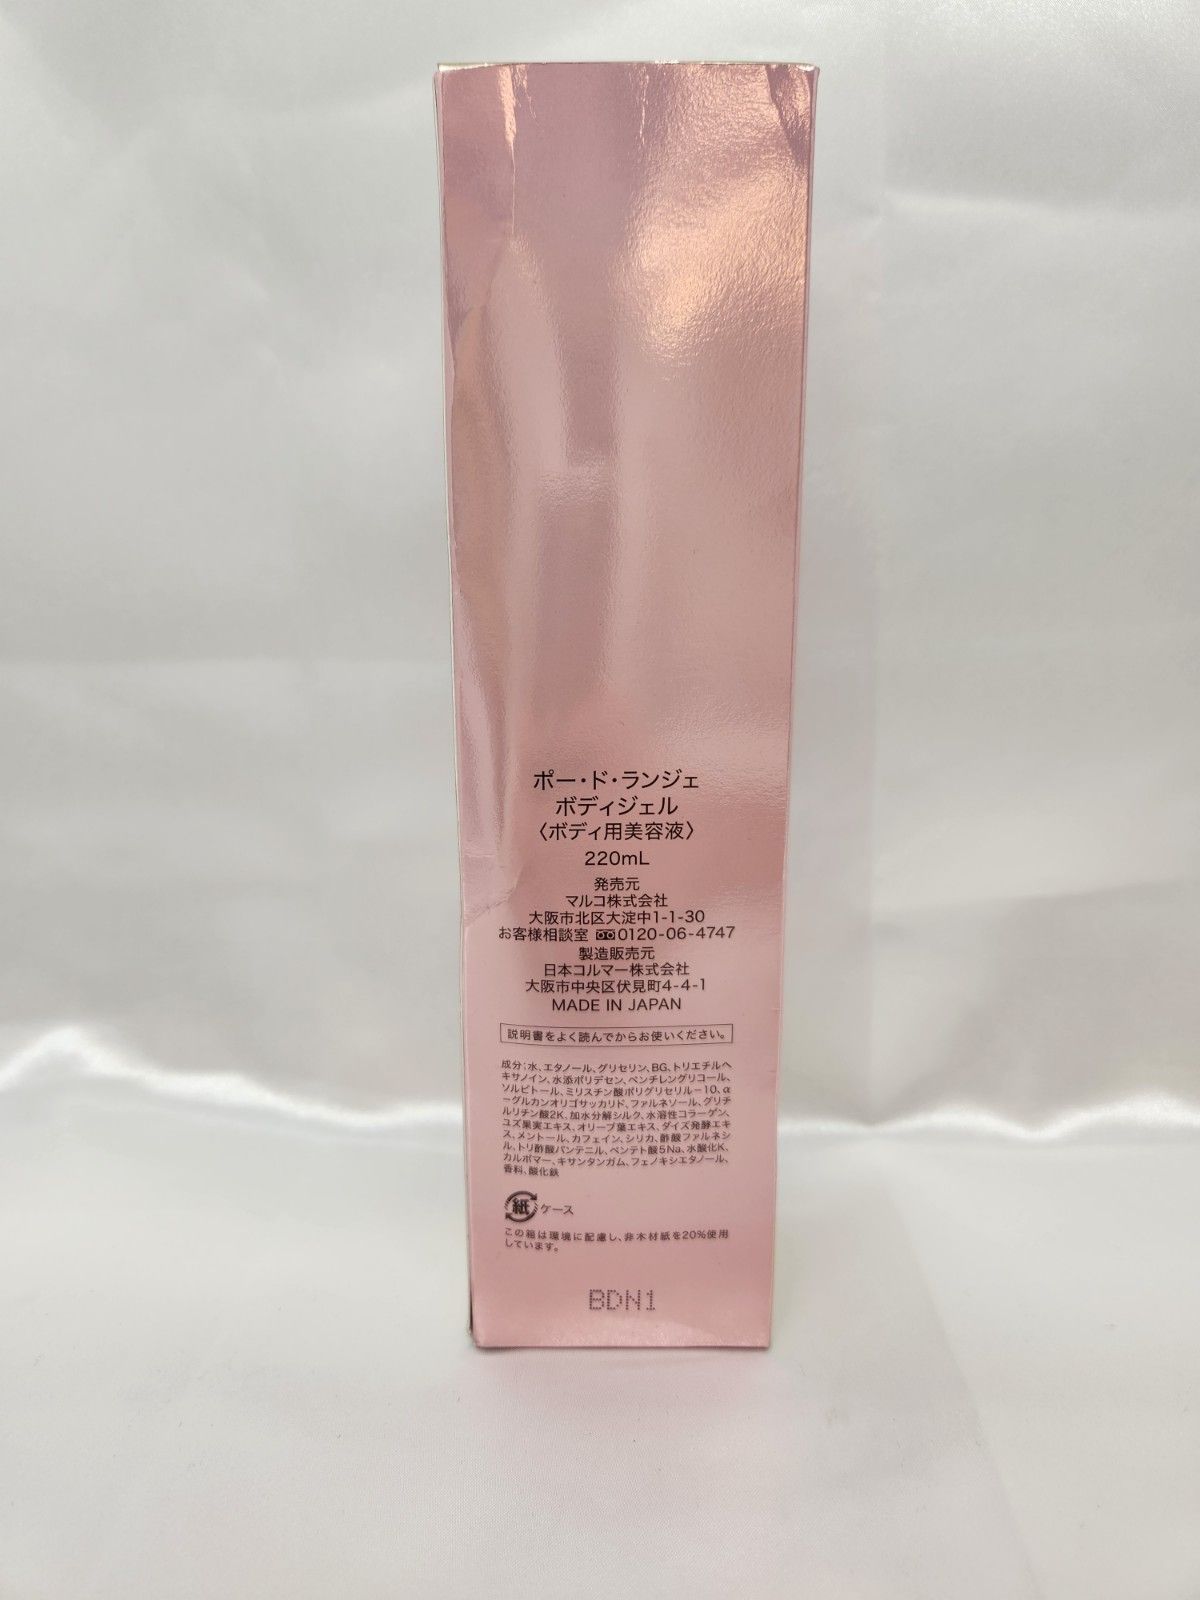 ポー・ド・ランジェ
ボディジェル
〈ボディ用美容液〉
220mL
発売元
マルコ株式会社
大阪市北区大淀中1-1-30
お客様相談室 0120-06-4747
製造販売元
日本コルマー株式会社
大阪市中央区伏見町4-4-1
MADE IN JAPAN
説明書をよく読んでからお使いください。
成分：水、エタノール、グリセリン、BG、トリエチルヘ
キサノイン、水添ポリデセン、ペンチレングリコール、
ソルビトール、ミリスチン酸ポリグリセリル－10、α
－グルカンオリゴサッカリド、ファルネソール、グリチ
ルリチン酸2K、加水分解シルク、水溶性コラーゲン、
ユズ果実エキス、オリーブ葉エキス、ダイズ発酵エキ
ス、メントール、カフェイン、シリカ、酢酸ファルネシ
ル、トリ酢酸パンテニル、ペンテト酸5Na、水酸化K、
カルボマー、キサンタンガム、フェノキシエタノール、
香料、酸化鉄
紙 ケース
この箱は環境に配慮し、非木材紙を20%使用
しています。
BDN1